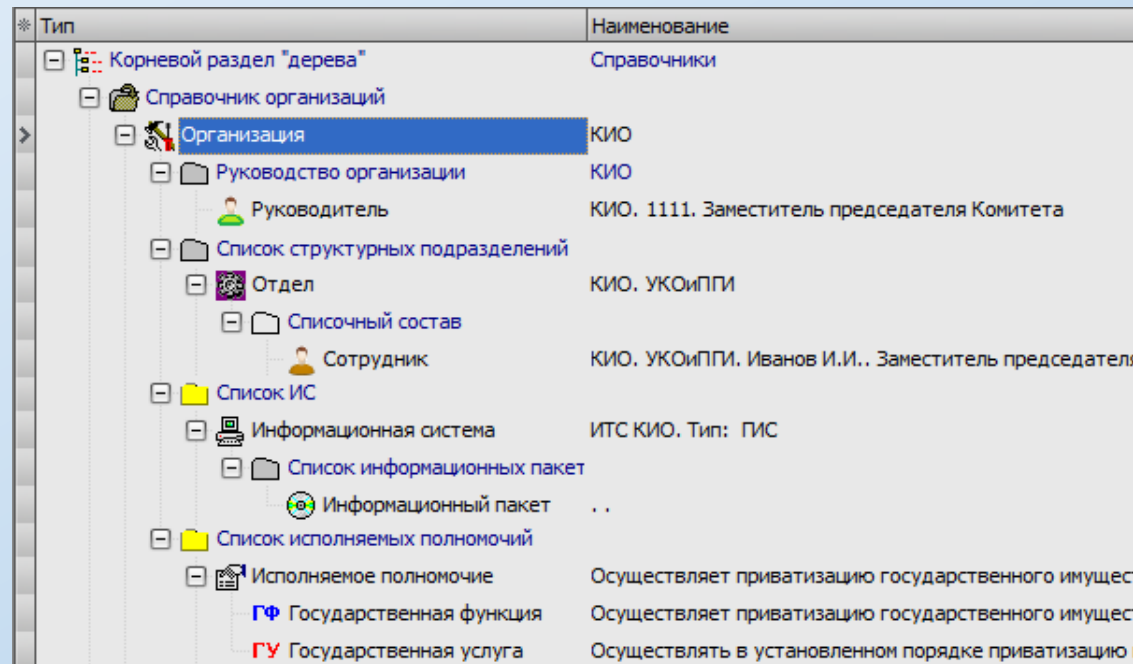 Тип Наименование
Корневой раздел "дерева" Справочники
Справочник организаций
Организация КИО
Руководство организации КИО
Руководитель КИО. 1111. Заместитель председателя Комитета
Список структурных подразделений
Отдел КИО. УКОиПГИ
Списочный состав
Сотрудник КИО. УКОиПГИ. Иванов И.И.. Заместитель председателя
Список ИС
Информационная система ИТС КИО. Тип: ГИС
Список информационных пакет
Информационный пакет . .
Список исполняемых полномочий
Исполняемое полномочие Осуществляет приватизацию государственного имущест
ГФ Государственная функция Осуществляет приватизацию государственного имущест
ГУ Государственная услуга Осуществлять в установленном порядке приватизацию